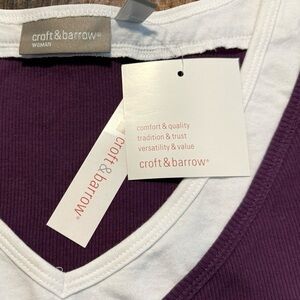 croft&barrow®
WOMAN
comfort & quality
tradition & trust
versatility & value
croft&barrow®
croft
&barrow®